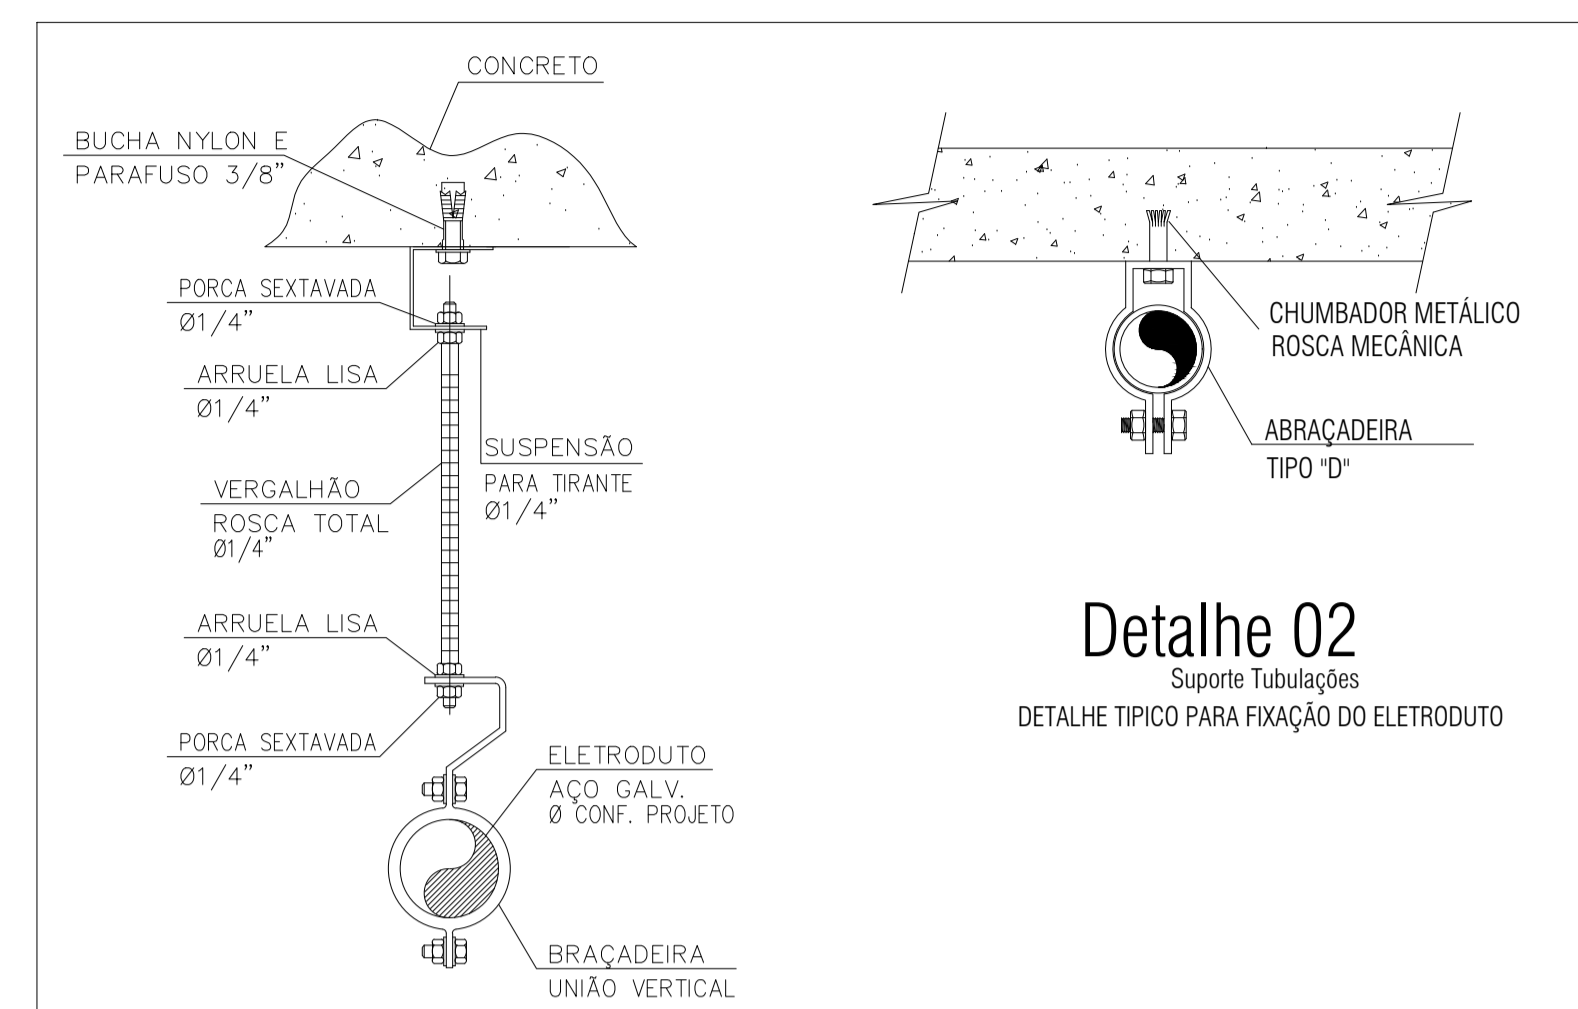 CONCRETO
BUCHA NYLON E
PARAFUSO 3/8”
PORCA SEXTAVADA
Ø1/4”
ARRUELA LISA
Ø1/4”
SUSPENSÃO
PARA TIRANTE
Ø1/4”
VERGALHÃO
ROSCA TOTAL
Ø1/4”
ARRUELA LISA
Ø1/4”
PORCA SEXTAVADA
Ø1/4”
ELETRODUTO
AÇO GALV.
Ø CONF. PROJETO
BRAÇADEIRA
UNIÃO VERTICAL
CHUMBADOR METÁLICO
ROSCA MECÂNICA
ABRAÇADEIRA
TIPO "D"
Detalhe 02
Suporte Tubulações
DETALHE TIPICO PARA FIXAÇÃO DO ELETRODUTO